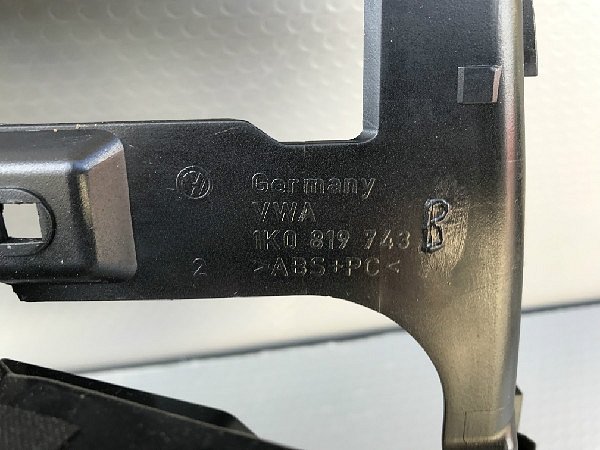 Germany
VWA
1K0 819 743 B
2 >ABS+PC<